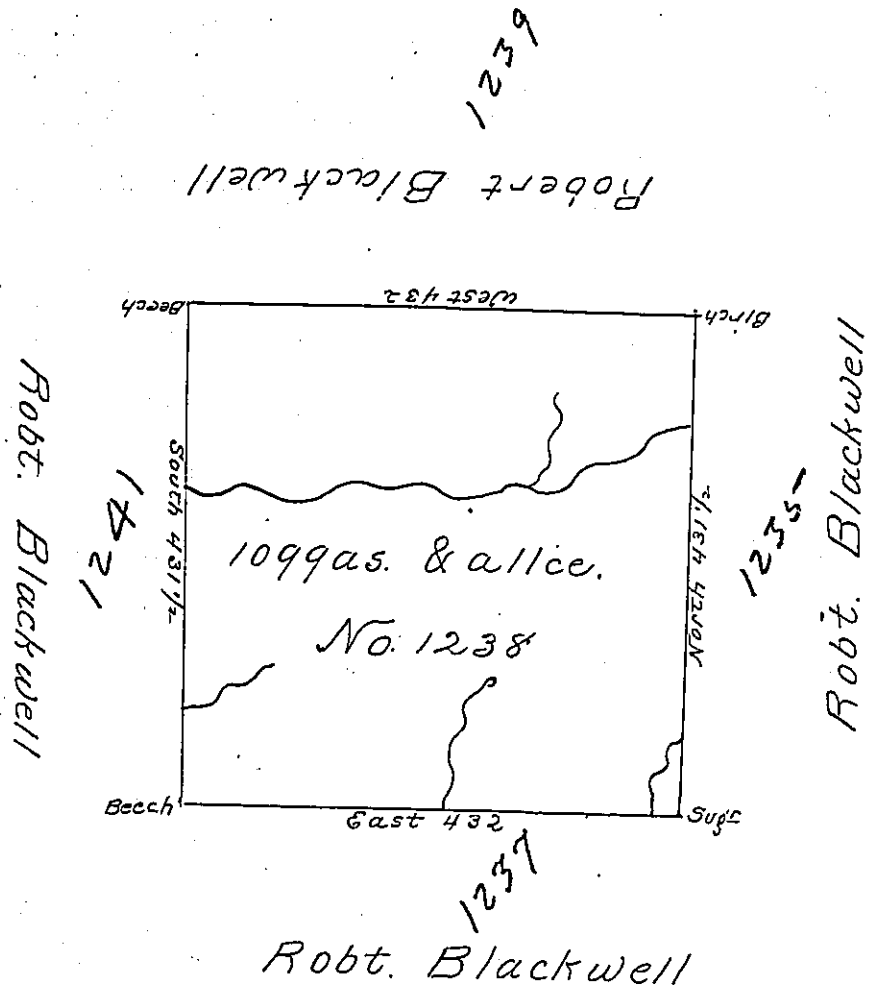 1239
Robert Blackwell
Beech
West 432
Birch
Robt. Blackwell
1241
South 431½
1099as. & allce.
No. 1238
North 431½
1235
Robt. Blackwell
Beech
East 432
Sugr
1237
Robt. Blackwell